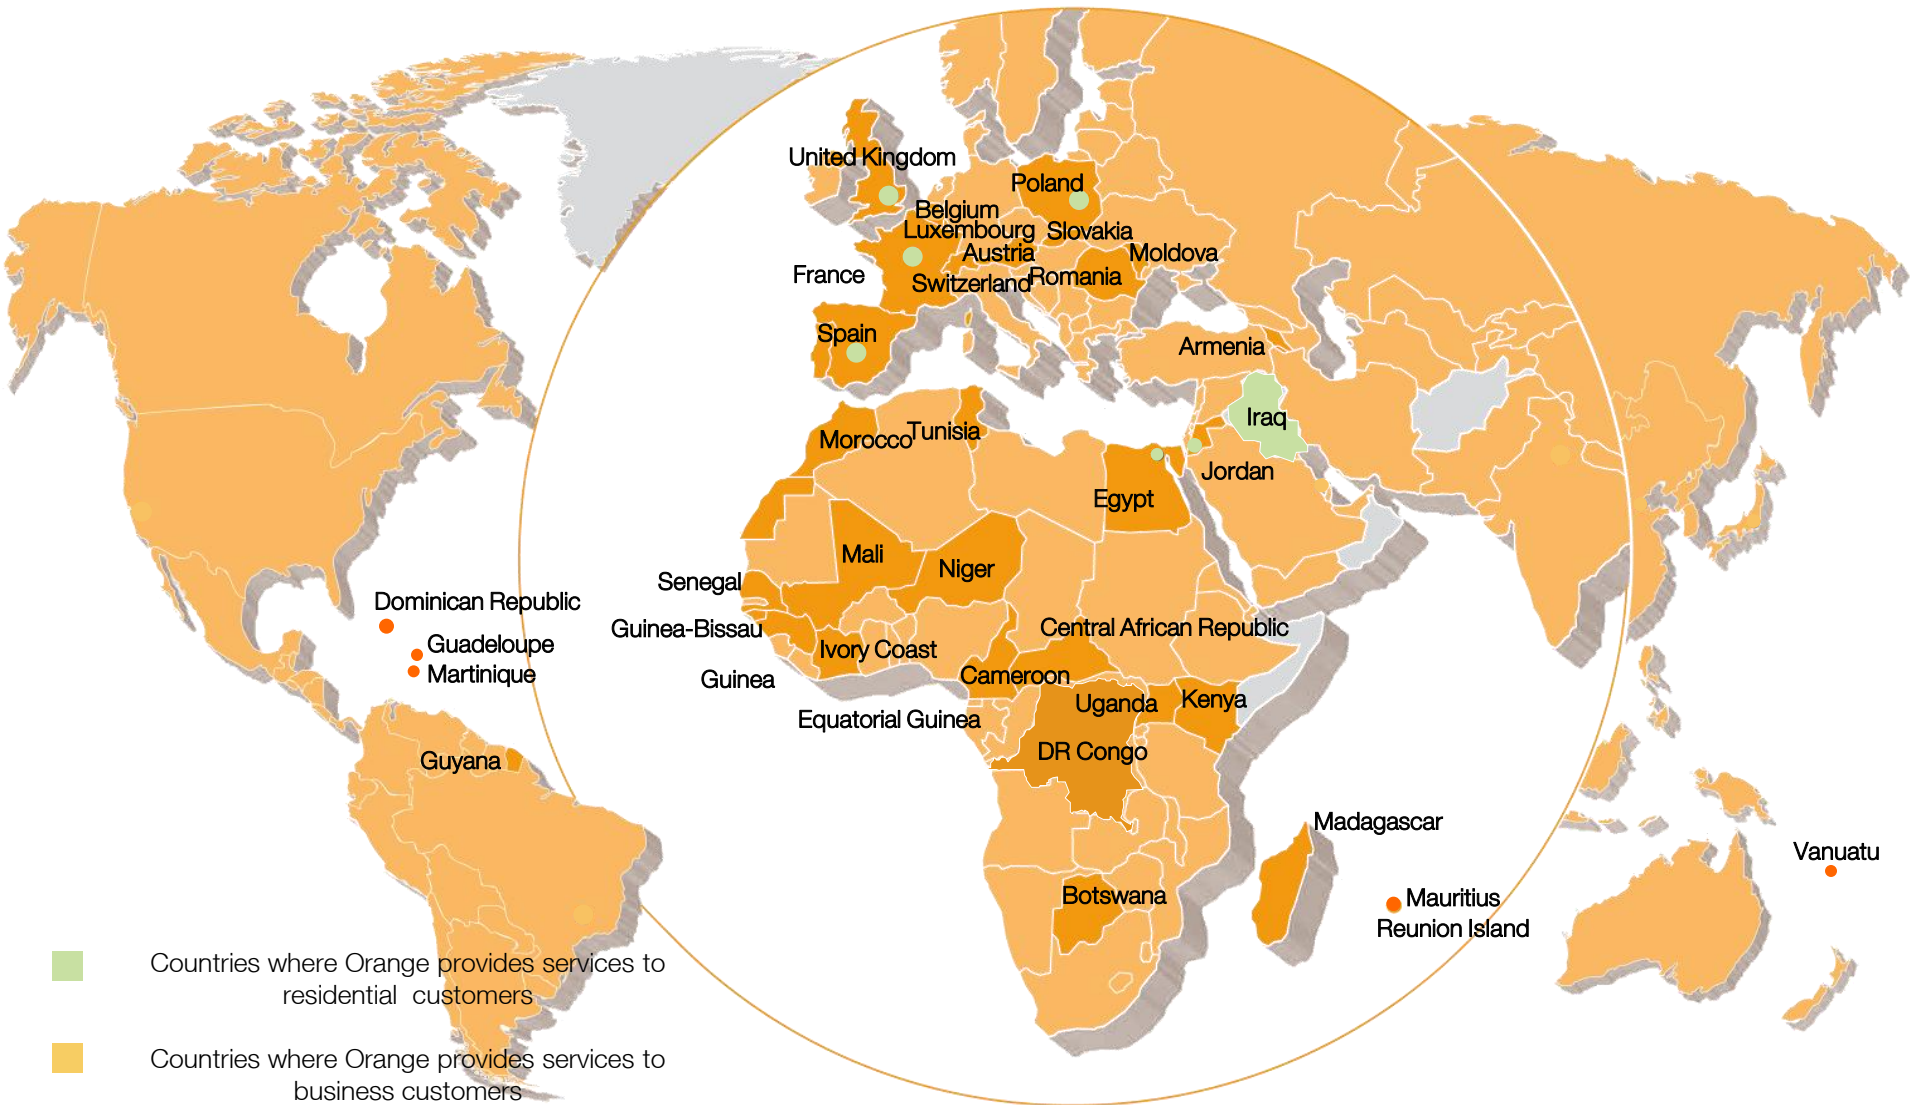 United Kingdom
Poland
Belgium
Luxembourg
Slovakia
Austria
Moldova
France
Switzerland
Romania
Spain
Armenia
Iraq
Morocco
Tunisia
Jordan
Egypt
Mali
Niger
Senegal
Dominican Republic
Guinea-Bissau
Central African Republic
Guadeloupe
Ivory Coast
Martinique
Guinea
Cameroon
Uganda
Kenya
Equatorial Guinea
DR Congo
Guyana
Madagascar
Vanuatu
Botswana
Mauritius
Reunion Island
Countries where Orange provides services to
residential customers
Countries where Orange provides services to
business customers